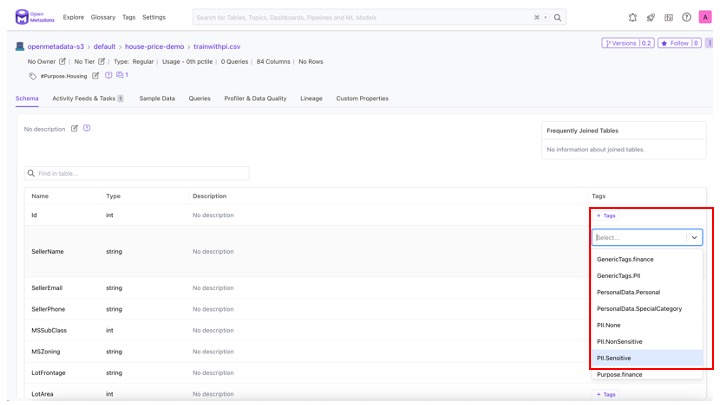 Open Metadata
Explore Glossary Tags Settings
Search for Tables, Topics, Dashboards, Pipelines and ML Models
A
openmetadata-s3 > default > house-price-demo > trainwithpi.csv
Versions 0.2 Follow 0
No Owner | No Tier | Type: Regular | Usage - 0th pctile | 0 Queries | 84 Columns | No Rows
#Purpose.Housing 1
Schema Activity Feeds & Tasks 1 Sample Data Queries Profiler & Data Quality Lineage Custom Properties
No description
Frequently Joined Tables
No information about joined tables.
Find in table...
Name Type Description Tags
Id int No description + Tags
SellerName string No description
Select...
GenericTags.finance
GenericTags.PII
SellerEmail string No description
PersonalData.Personal
SellerPhone string No description
PersonalData.SpecialCategory
MSSubClass int No description
PII.None
PII.NonSensitive
MSZoning string No description
PII.Sensitive
LotFrontage string No description
Purpose.finance
LotArea int No description + Tags